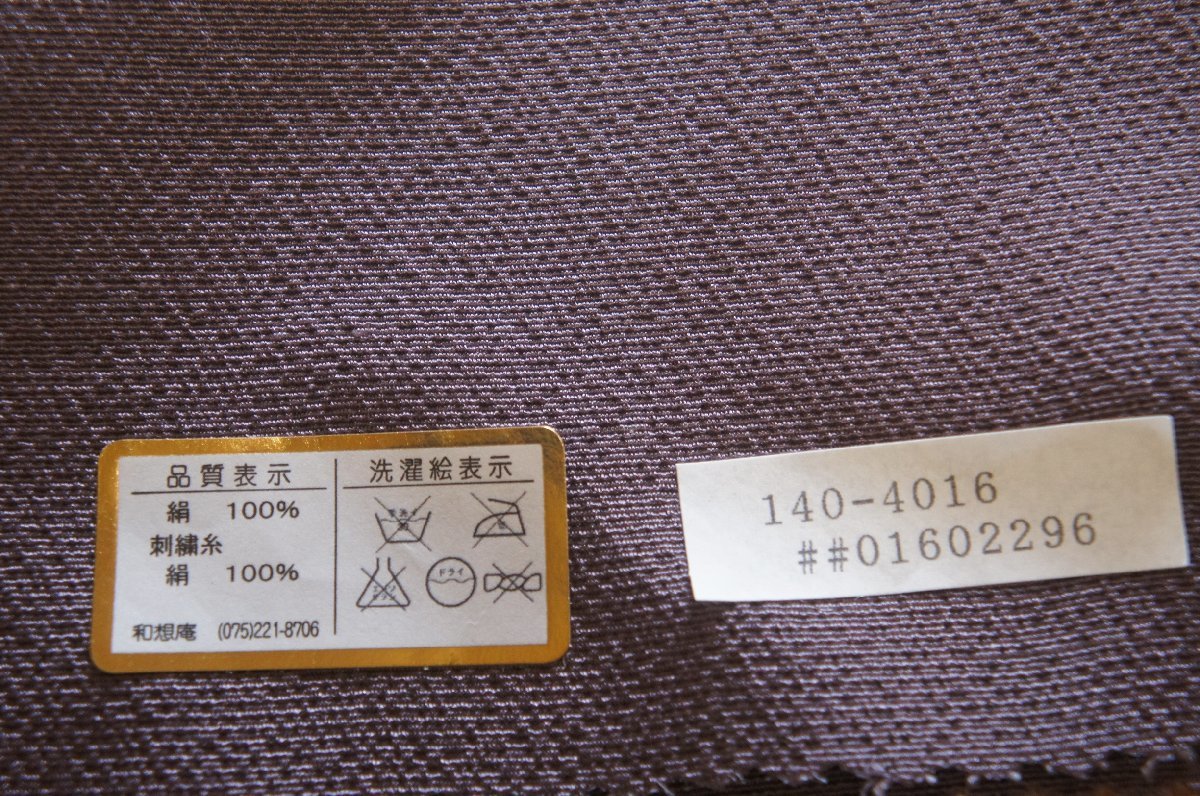 品質表示
絹 100%
刺繍糸
絹 100%
和想庵 (075)221-8706
洗濯絵表示
ドライ
140-4016
##01602296